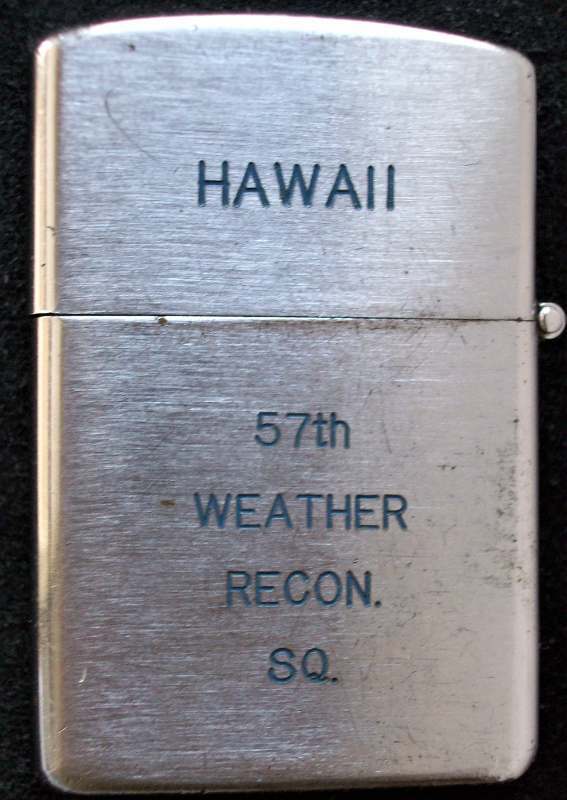 HAWAII
57th
WEATHER
RECON.
SQ.